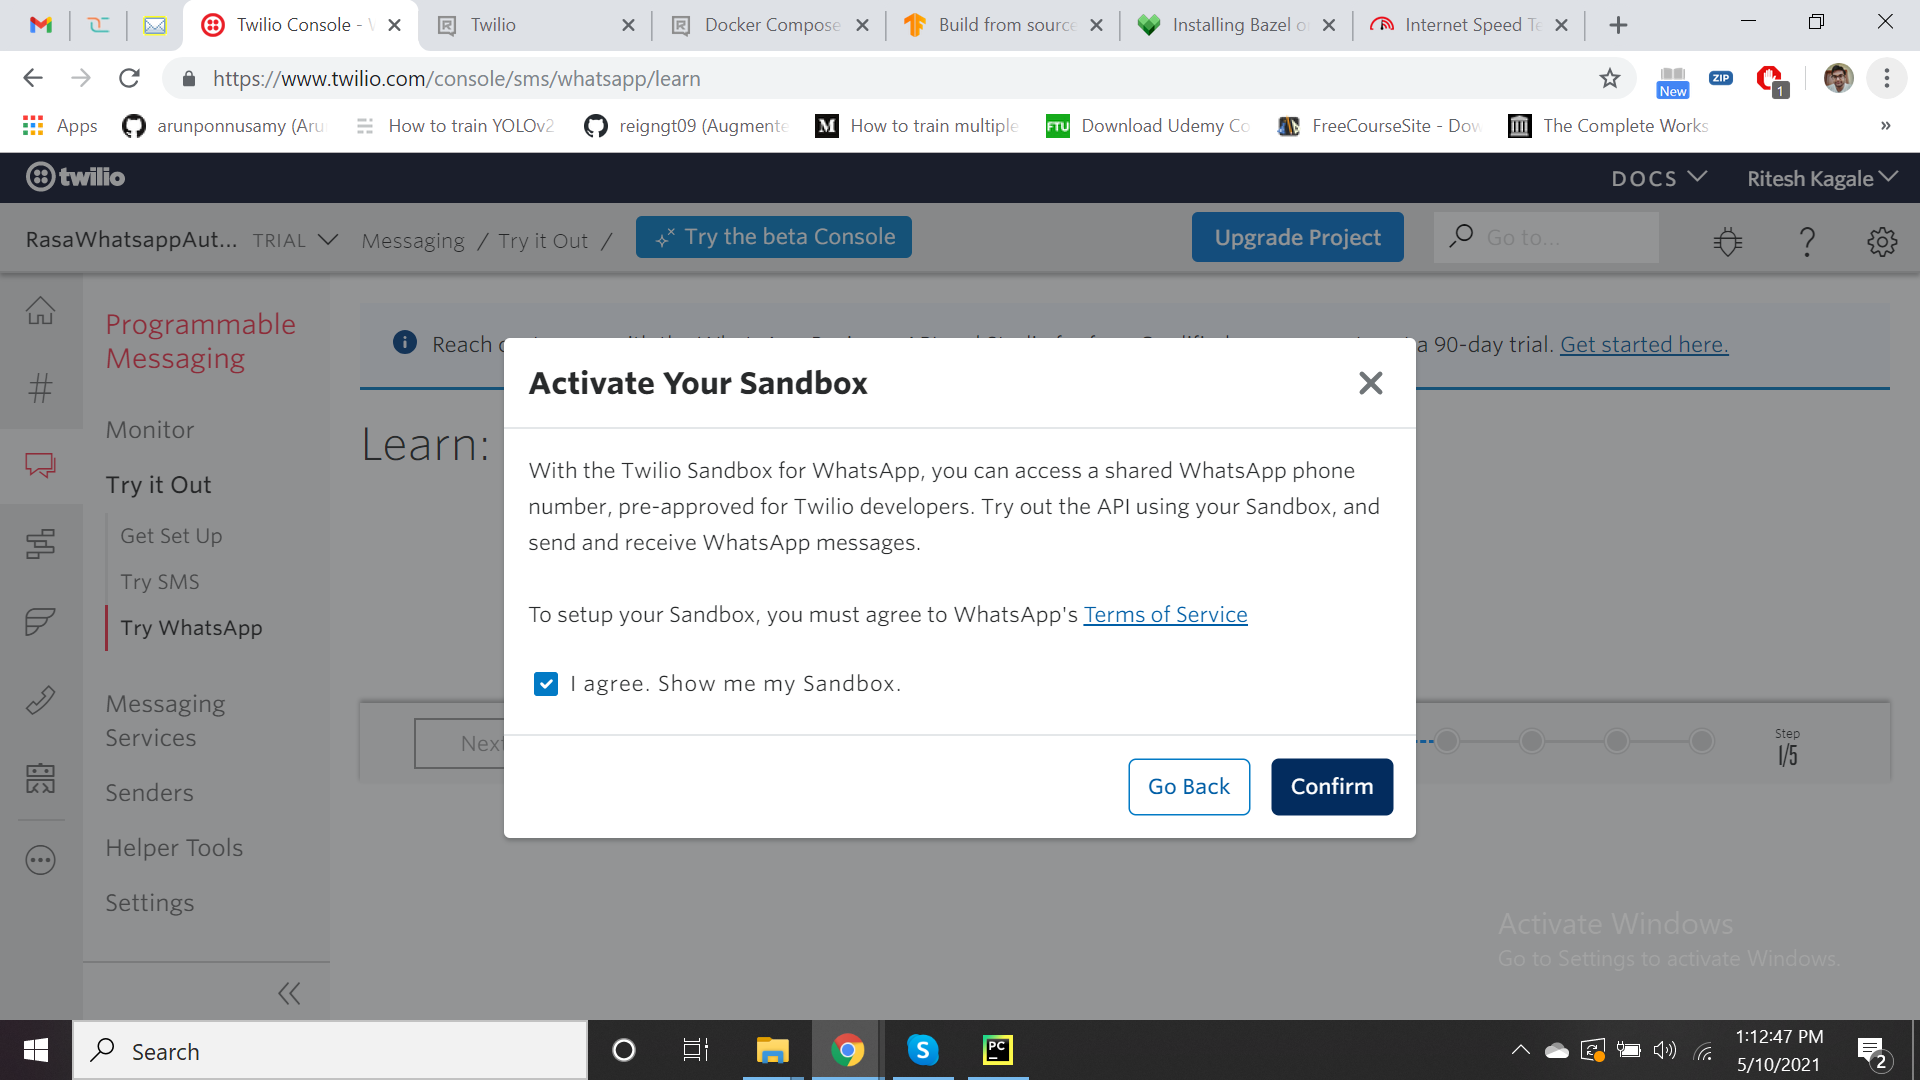 Twilio Console - W
Twilio
Docker Compose
Build from source
Installing Bazel o
Internet Speed Te
https://www.twilio.com/console/sms/whatsapp/learn
New
ZIP
1
Apps
arunponnusamy (Aru
How to train YOLOv2
reigngt09 (Augmente
M
How to train multiple
FTU
Download Udemy Co
FreeCourseSite - Dow
The Complete Works
»
twilio
DOCS
Ritesh Kagale
RasaWhatsappAut...
TRIAL
Messaging / Try it Out /
Try the beta Console
Upgrade Project
Go to...
?
Programmable
Messaging
Monitor
Try it Out
Get Set Up
Try SMS
Try WhatsApp
Messaging
Services
Senders
Helper Tools
Settings
Reach
a 90-day trial. Get started here.
Learn:
Activate Your Sandbox
With the Twilio Sandbox for WhatsApp, you can access a shared WhatsApp phone
number, pre-approved for Twilio developers. Try out the API using your Sandbox, and
send and receive WhatsApp messages.
To setup your Sandbox, you must agree to WhatsApp's Terms of Service
I agree. Show me my Sandbox.
Go Back
Confirm
Next
Step
1/5
Activate Windows
Go to Settings to activate Windows.
Search
S
PC
1:12:47 PM
5/10/2021
2